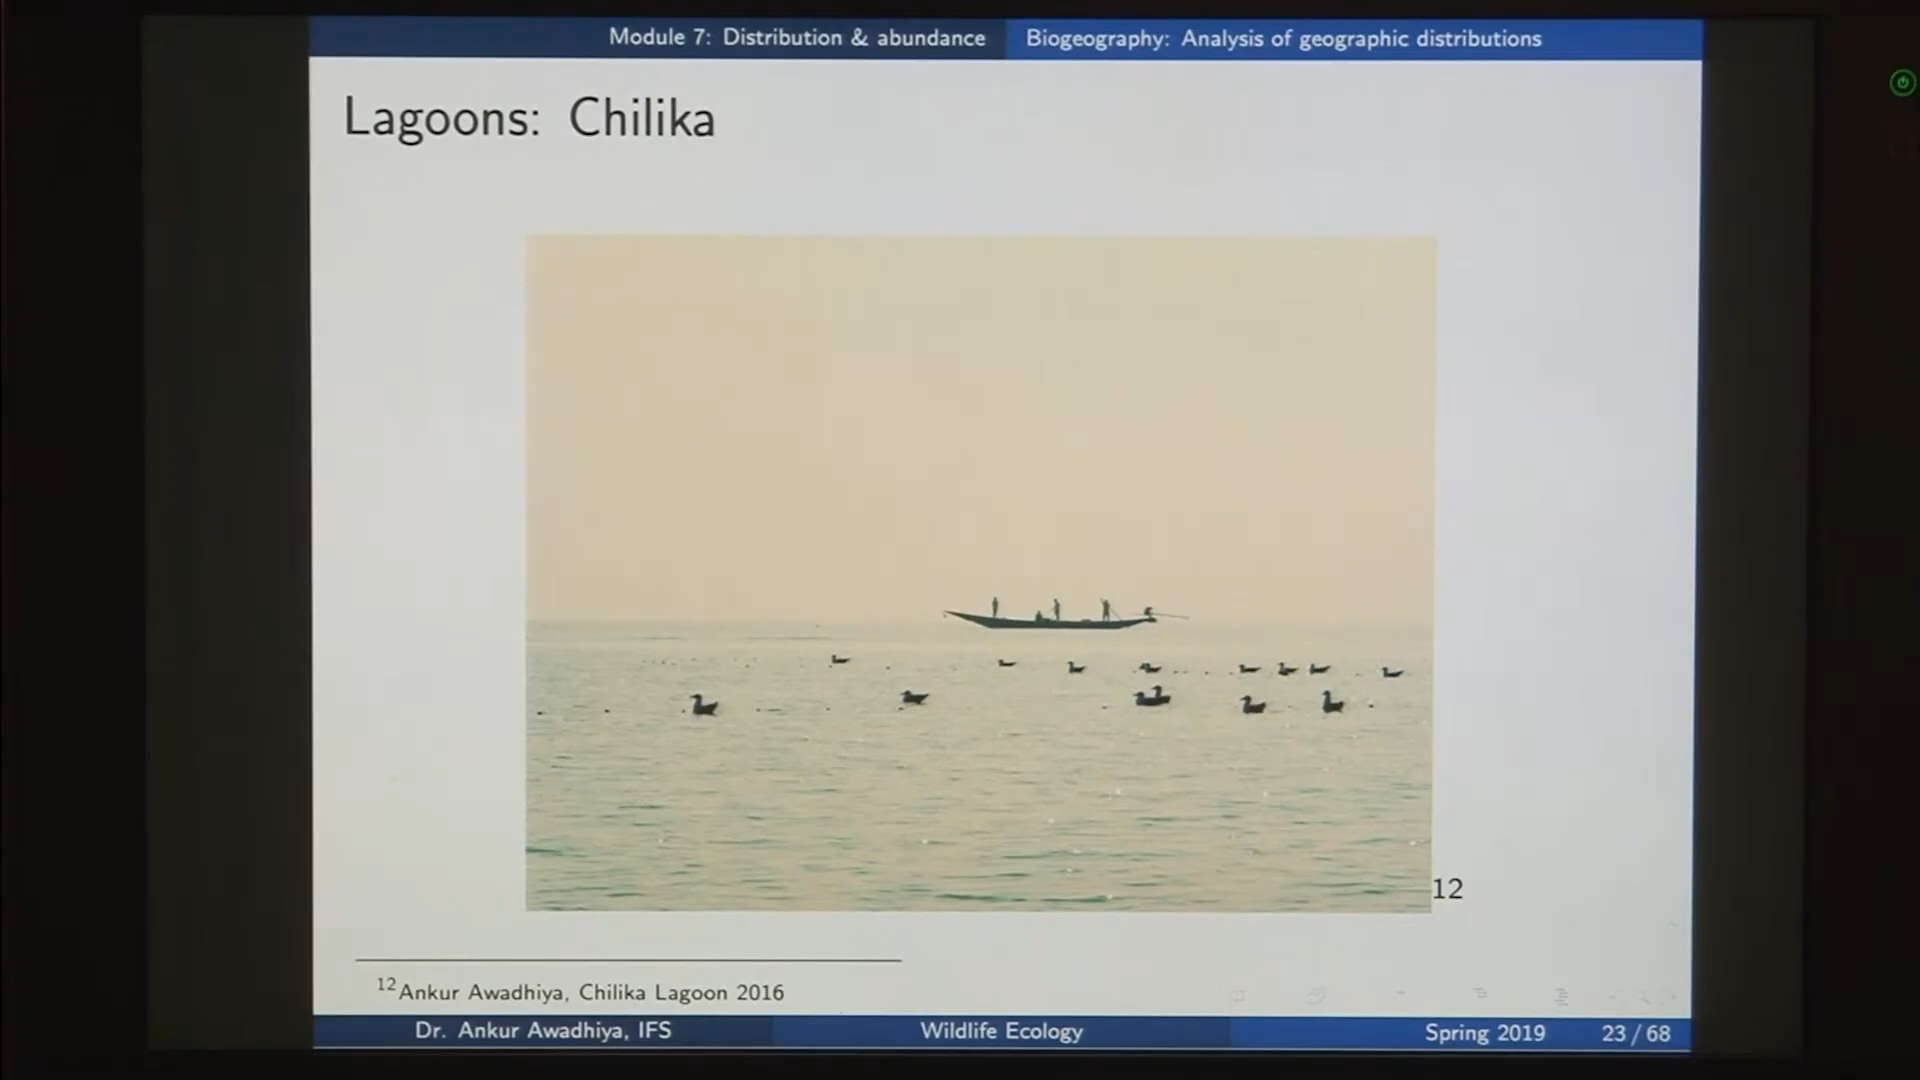 Module 7: Distribution & abundance Biogeography: Analysis of geographic distributions
Lagoons: Chilika
12
12Ankur Awadhiya, Chilika Lagoon 2016
Dr. Ankur Awadhiya, IFS Wildlife Ecology Spring 2019 23 / 68